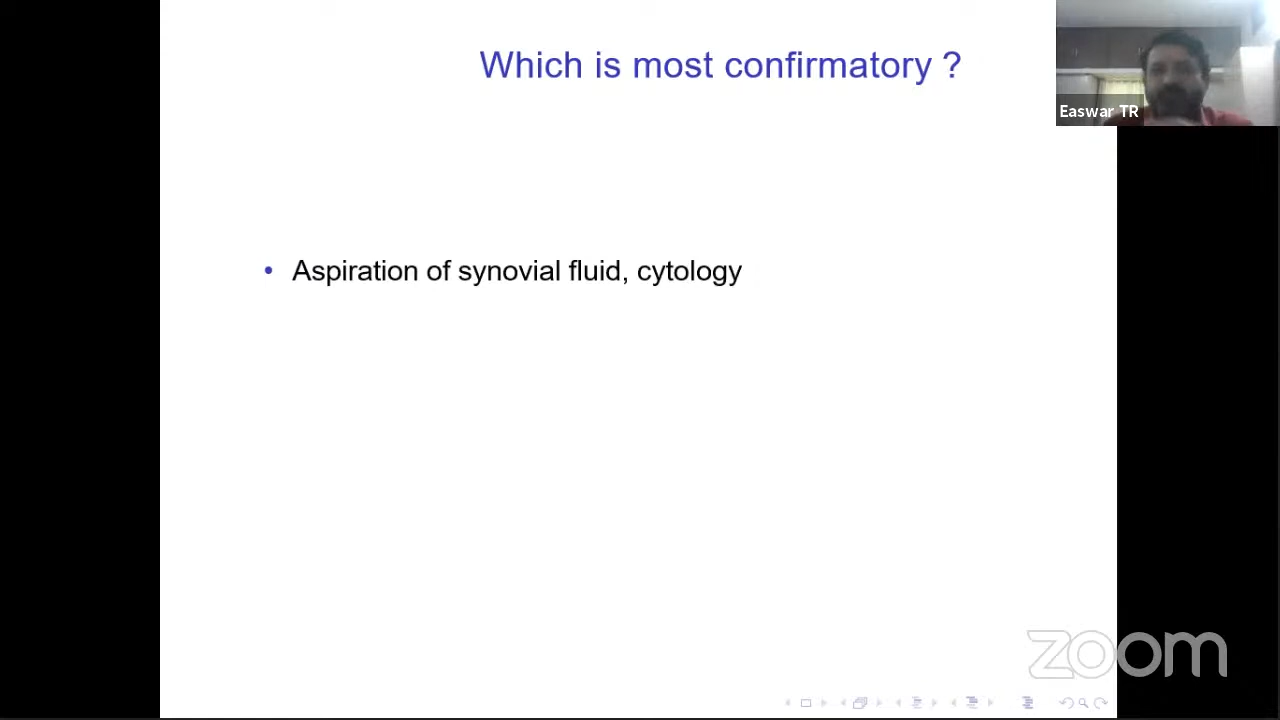 Which is most confirmatory ?
Easwar TR
• Aspiration of synovial fluid, cytology
zoom